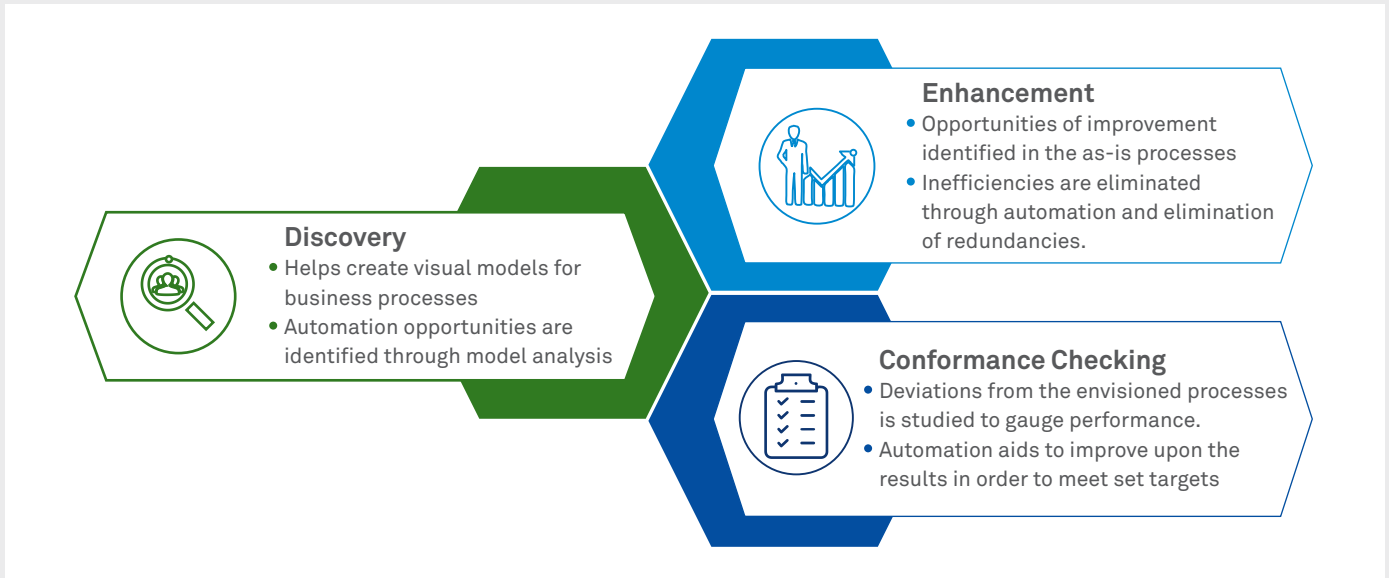 Discovery
• Helps create visual models for
business processes
• Automation opportunities are
identified through model analysis
Enhancement
• Opportunities of improvement
identified in the as-is processes
• Inefficiencies are eliminated
through automation and elimination
of redundancies.
Conformance Checking
• Deviations from the envisioned processes
is studied to gauge performance.
• Automation aids to improve upon the
results in order to meet set targets